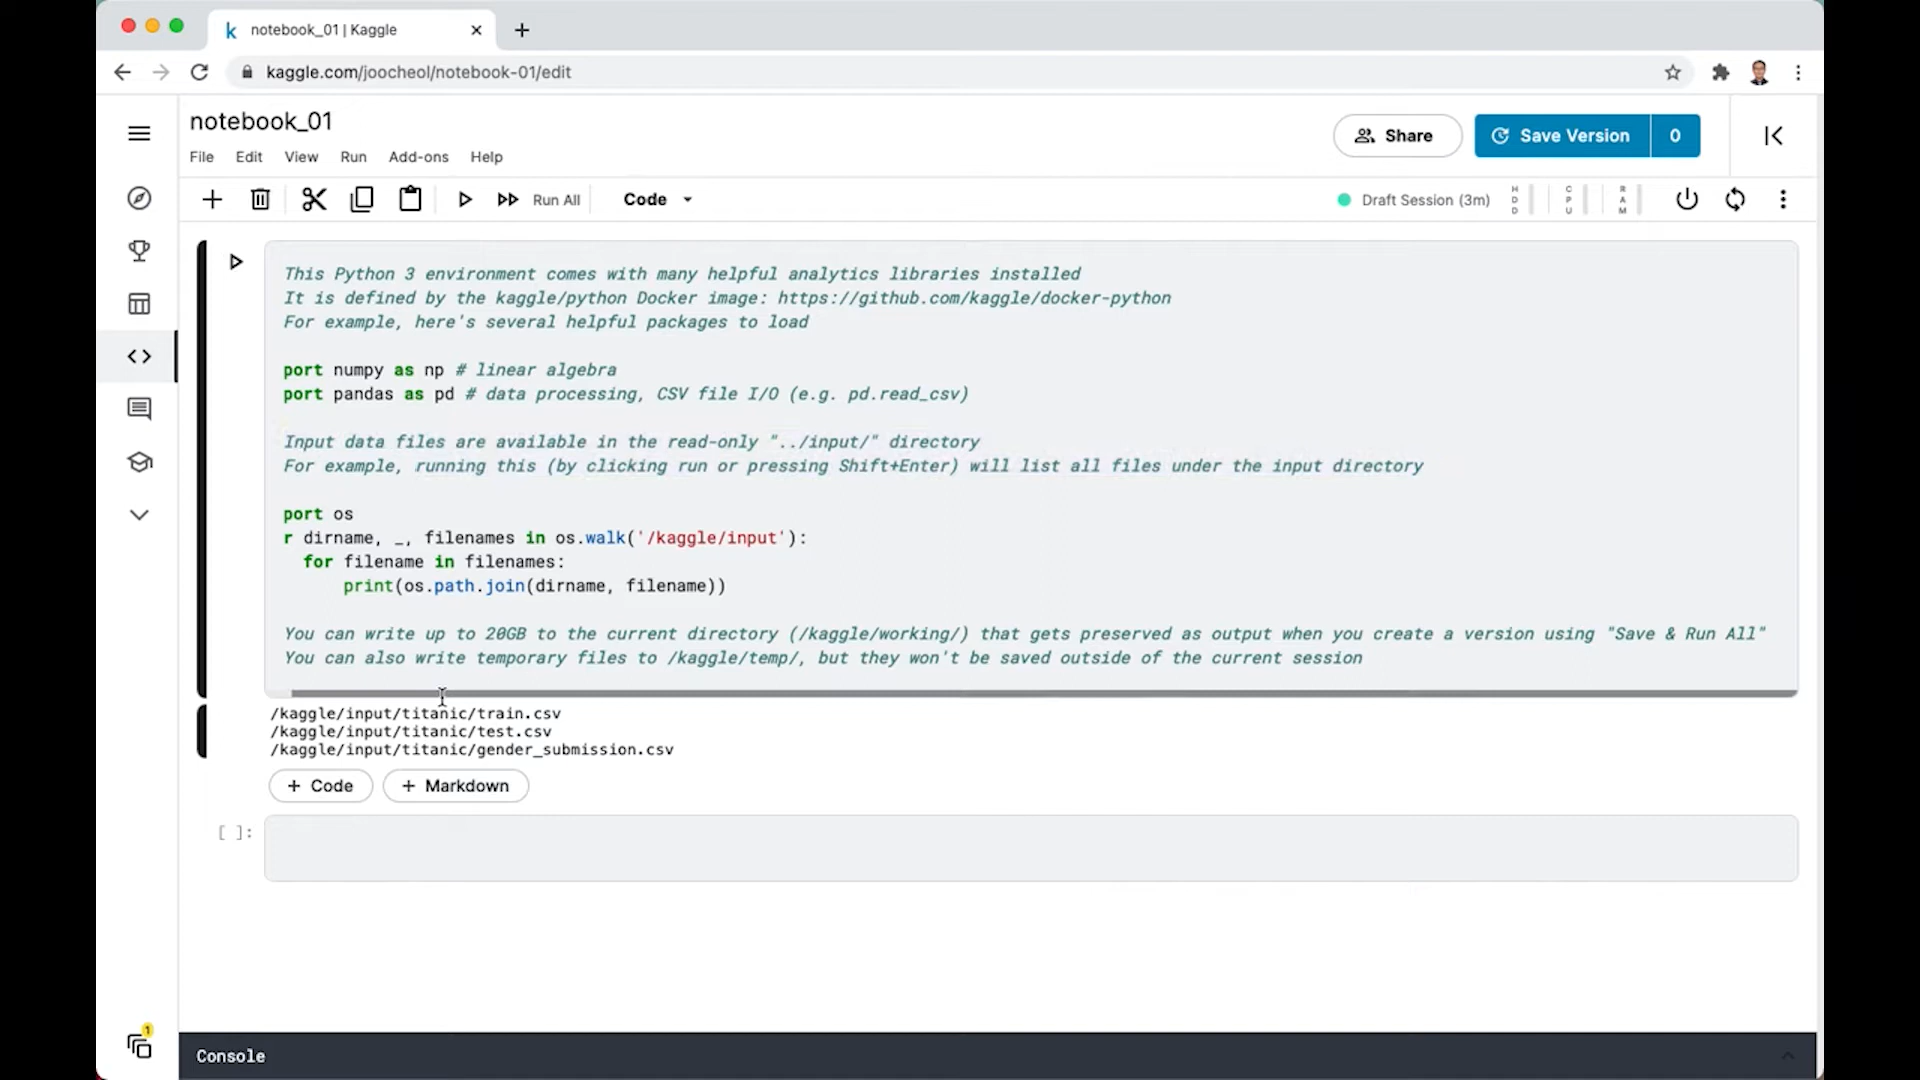 notebook_01 | Kaggle
kaggle.com/joocheol/notebook-01/edit
notebook_01
File Edit View Run Add-ons Help
Share
Save Version 0
Run All
Code
Draft Session (3m)
HDD
CPU
RAM
This Python 3 environment comes with many helpful analytics libraries installed
It is defined by the kaggle/python Docker image: https://github.com/kaggle/docker-python
For example, here's several helpful packages to load
port numpy as np # linear algebra
port pandas as pd # data processing, CSV file I/O (e.g. pd.read_csv)
Input data files are available in the read-only "../input/" directory
For example, running this (by clicking run or pressing Shift+Enter) will list all files under the input directory
port os
r dirname, _, filenames in os.walk('/kaggle/input'):
for filename in filenames:
print(os.path.join(dirname, filename))
You can write up to 20GB to the current directory (/kaggle/working/) that gets preserved as output when you create a version using "Save & Run All"
You can also write temporary files to /kaggle/temp/, but they won't be saved outside of the current session
/kaggle/input/titanic/train.csv
/kaggle/input/titanic/test.csv
/kaggle/input/titanic/gender_submission.csv
+ Code + Markdown
[ ]:
1
Console